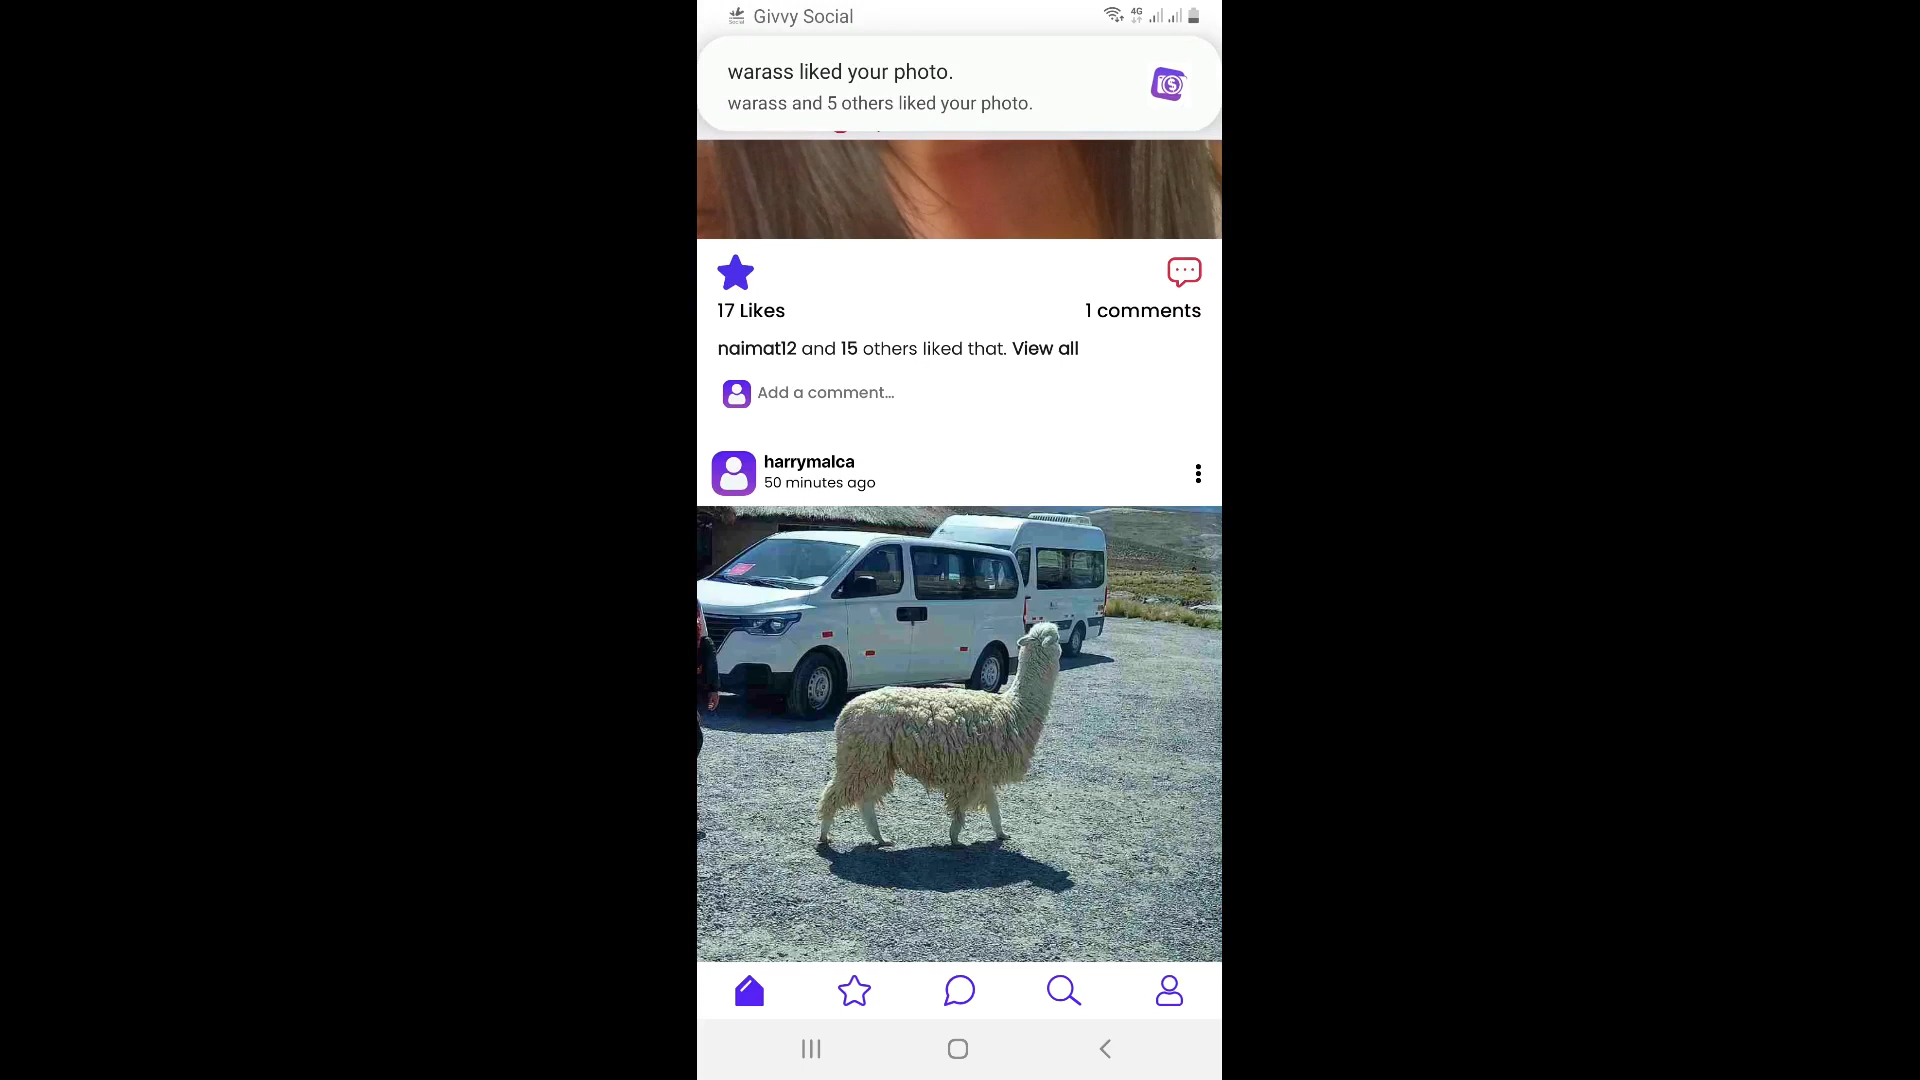 Givvy Social
4G
warass liked your photo.
warass and 5 others liked your photo.
17 Likes
1 comments
naimat12 and 15 others liked that. View all
Add a comment...
harrymalca
50 minutes ago